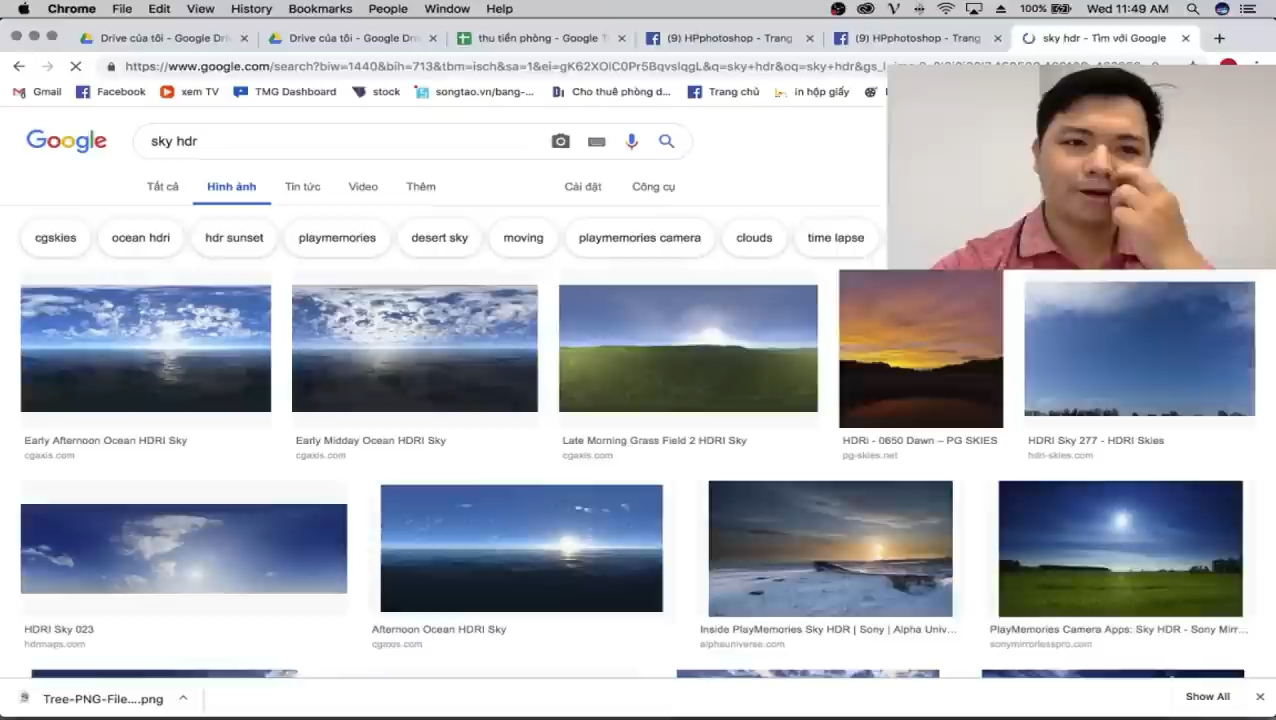 Chrome File Edit View History Bookmarks People Window Help 100% Wed 11:49 AM
Drive của tôi - Google Dri Drive của tôi - Google Dri thu tiền phòng - Google (9) HPphotoshop - Trang (9) HPphotoshop - Trang sky hdr - Tìm với Google
Gmail Facebook xem TV TMG Dashboard stock songtao.vn/bang-... Cho thuê phòng d... Trang chủ in hộp giấy
Google sky hdr
Tất cả Hình ảnh Tin tức Video Thêm Cài đặt Công cụ
cgskies ocean hdri hdr sunset playmemories desert sky moving playmemories camera clouds time lapse
Early Afternoon Ocean HDRI Sky Early Midday Ocean HDRI Sky Late Morning Grass Field 2 HDRI Sky HDRi - 0650 Dawn – PG SKIES HDRI Sky 277 - HDRI Skies
cgaxis.com cgaxis.com cgaxis.com pg-skies.net hdri-skies.com
HDRI Sky 023 Afternoon Ocean HDRI Sky Inside PlayMemories Sky HDR | Sony | Alpha Univ... PlayMemories Camera Apps: Sky HDR - Sony Mirr...
hdrmaps.com cgaxis.com alphauniverse.com sonymirrorlesspro.com
Tree-PNG-File....png Show All